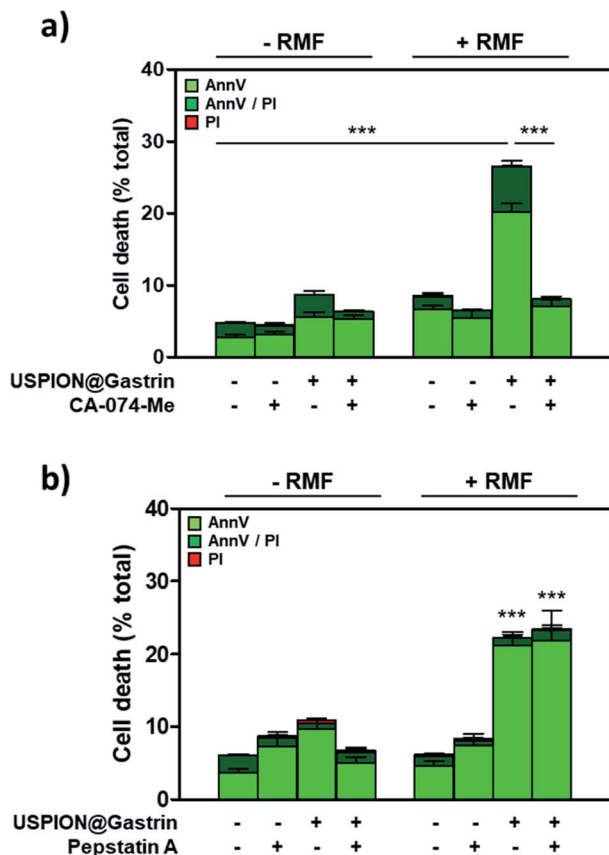 a)
- RMF + RMF
AnnV
AnnV / PI
PI
*** ***
Cell death (% total)
40
30
20
10
0
USPION@Gastrin - - + + - - + +
CA-074-Me - + - + - + - +
b)
- RMF + RMF
AnnV
AnnV / PI
PI
*** ***
Cell death (% total)
40
30
20
10
0
USPION@Gastrin - - + + - - + +
Pepstatin A - + - + - + - +